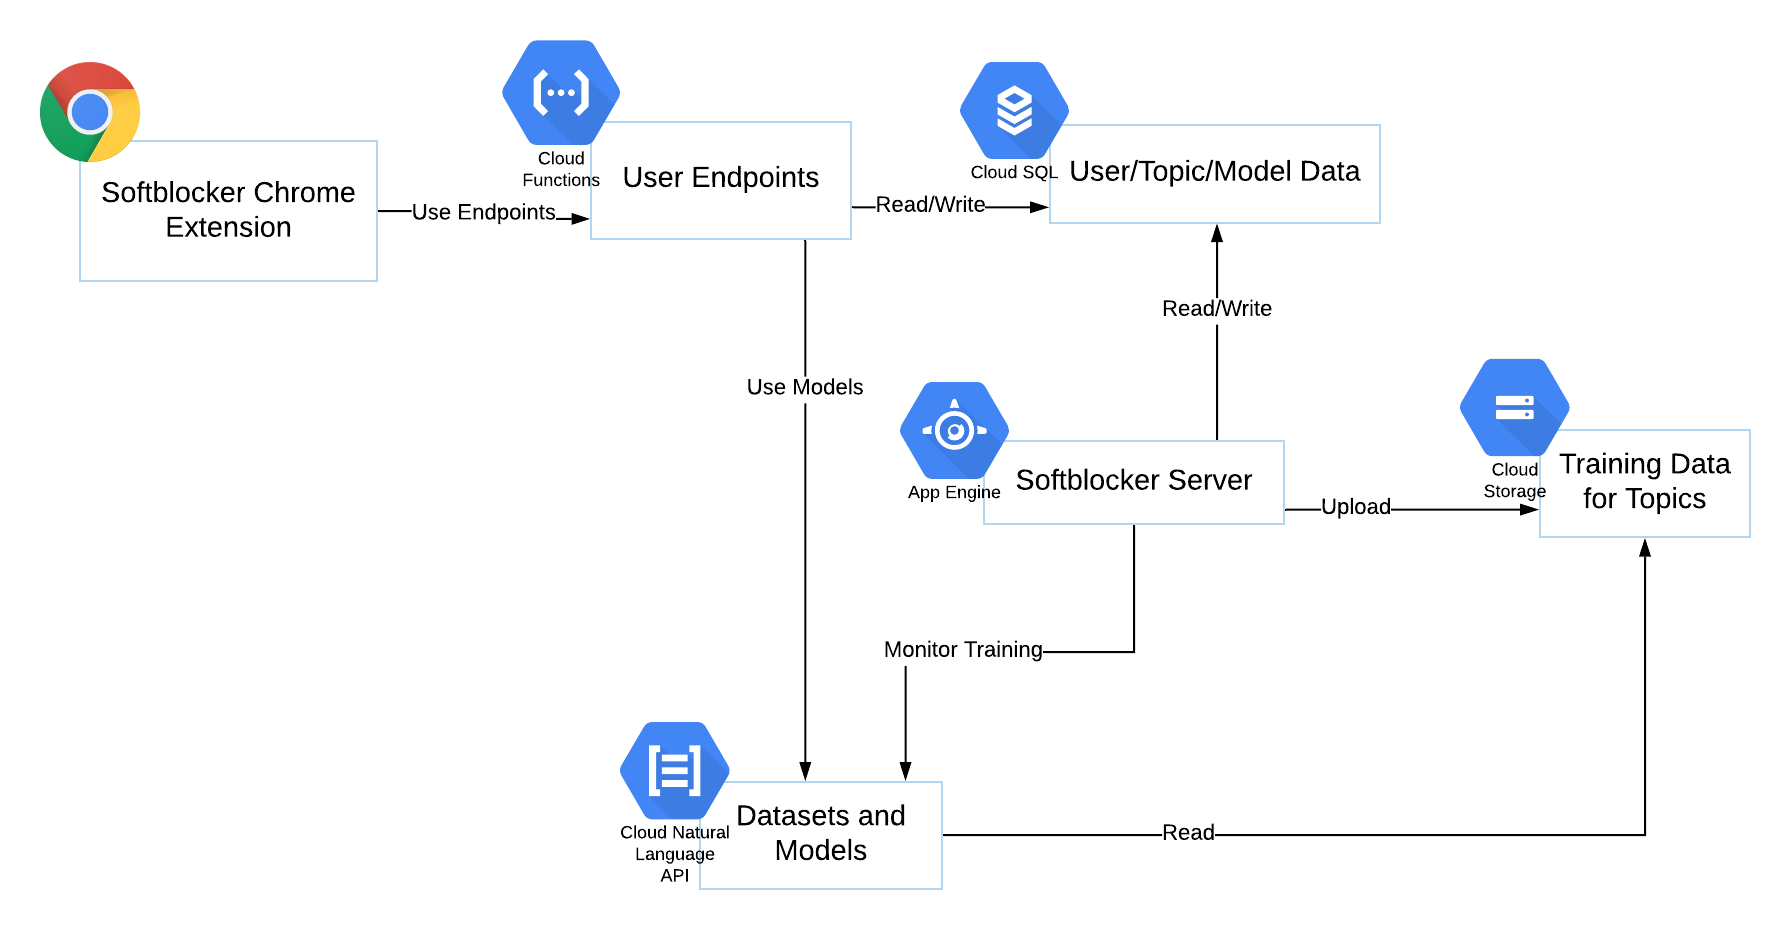 Cloud
Functions
User Endpoints
Cloud SQL
User/Topic/Model Data
Softblocker Chrome
Extension
Use Endpoints
Read/Write
Read/Write
Use Models
App Engine
Softblocker Server
Cloud
Storage
Training Data
for Topics
Upload
Monitor Training
Cloud Natural
Language
API
Datasets and
Models
Read